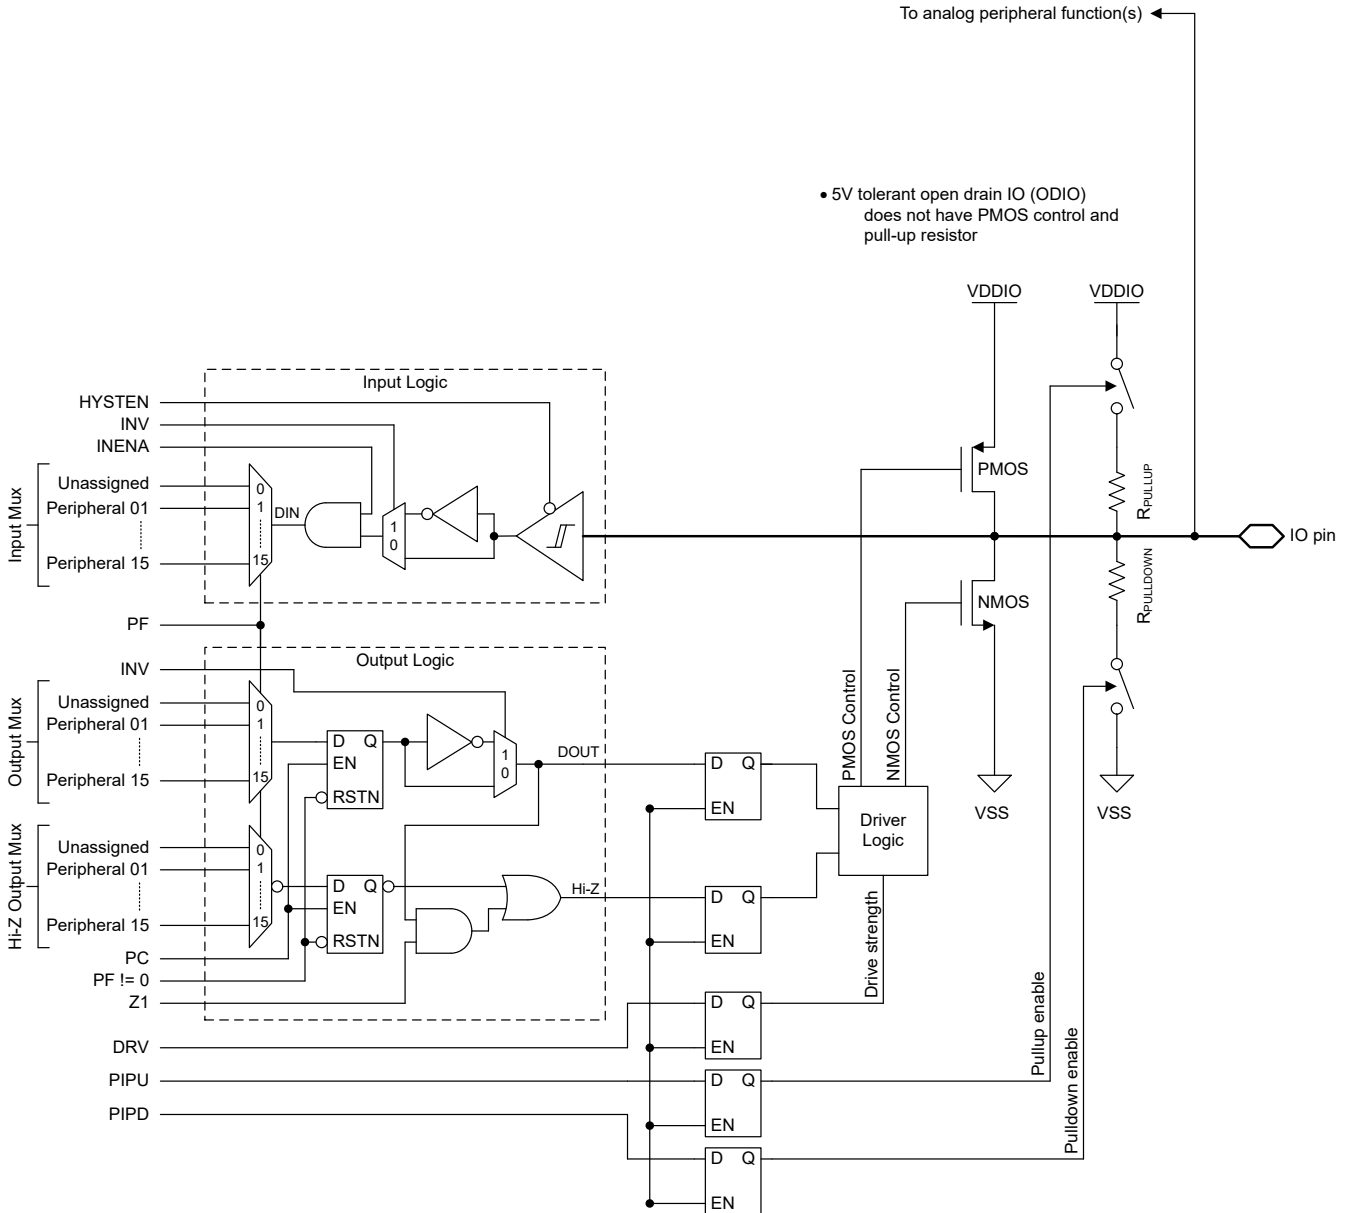 To analog peripheral function(s)
• 5V tolerant open drain IO (ODIO)
does not have PMOS control and
pull-up resistor
VDDIO
VDDIO
Input Logic
HYSTEN
INV
INENA
Input Mux
Unassigned
Peripheral 01
Peripheral 15
0
1
15
DIN
1
0
PMOS
RPULLUP
IO pin
RPULLDOWN
NMOS
PF
Output Logic
INV
Output Mux
Unassigned
Peripheral 01
Peripheral 15
0
1
15
D Q
EN
RSTN
1
0
DOUT
D Q
EN
PMOS Control
NMOS Control
Driver
Logic
VSS
VSS
Hi-Z Output Mux
Unassigned
Peripheral 01
Peripheral 15
0
1
15
D Q
EN
RSTN
Hi-Z
D Q
EN
Drive strength
PC
PF != 0
Z1
D Q
EN
DRV
PIPU
D Q
EN
Pullup enable
PIPD
D Q
EN
Pulldown enable